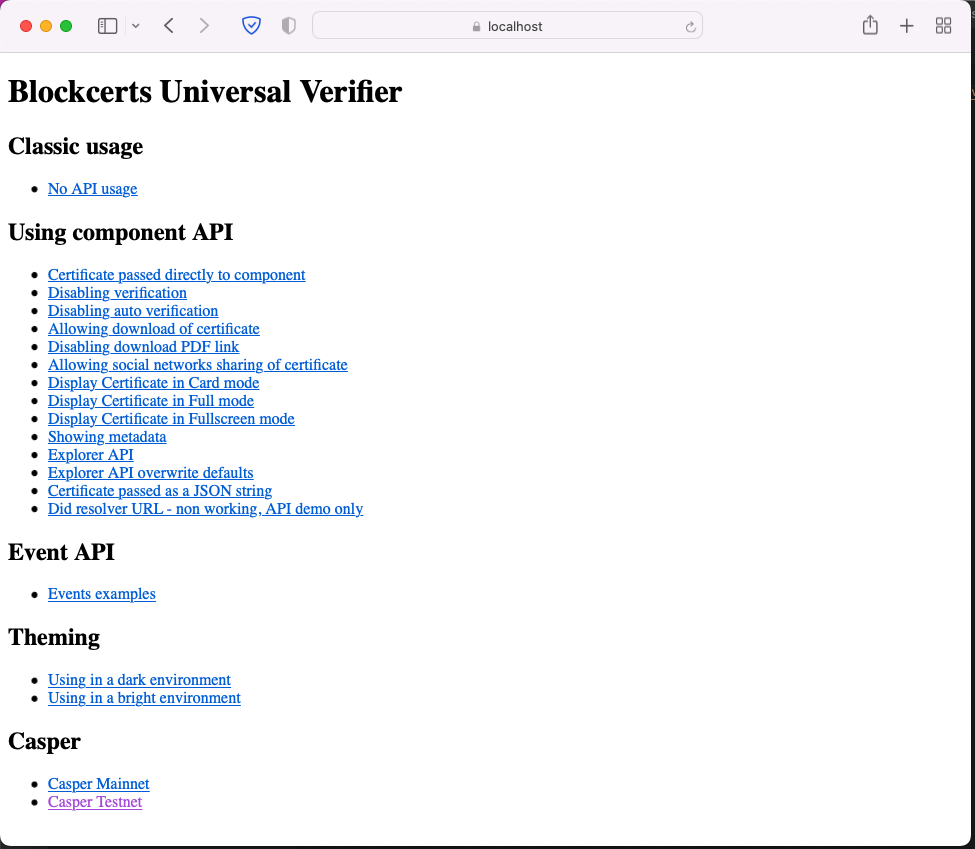 localhost
Blockcerts Universal Verifier
Classic usage
No API usage
Using component API
Certificate passed directly to component
Disabling verification
Disabling auto verification
Allowing download of certificate
Disabling download PDF link
Allowing social networks sharing of certificate
Display Certificate in Card mode
Display Certificate in Full mode
Display Certificate in Fullscreen mode
Showing metadata
Explorer API
Explorer API overwrite defaults
Certificate passed as a JSON string
Did resolver URL - non working, API demo only
Event API
Events examples
Theming
Using in a dark environment
Using in a bright environment
Casper
Casper Mainnet
Casper Testnet